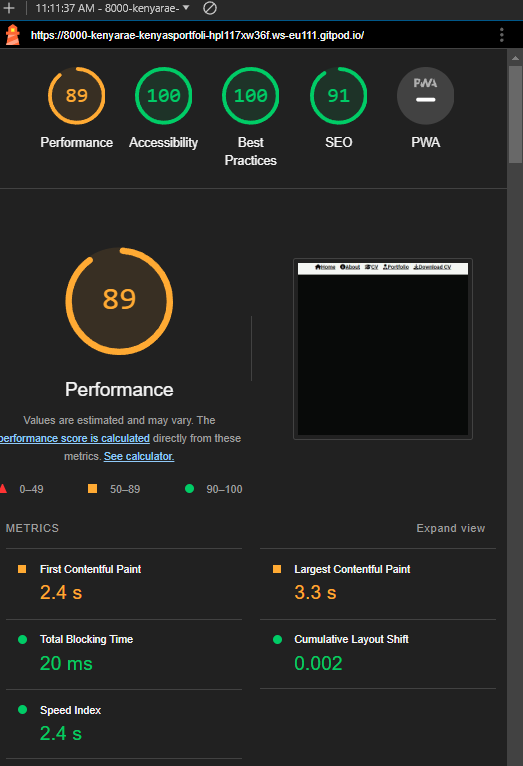 11:11:37 AM - 8000-kenyarae-
https://8000-kenyarae-kenyasportfoli-hpl117xw36f.ws-eu111.gitpod.io/
89 100 100 91 PWA
Performance Accessibility Best Practices SEO PWA
89
Home About CV Portfolio Download CV
Performance
Values are estimated and may vary. The
performance score is calculated directly from these
metrics. See calculator.
0–49 50–89 90–100
METRICS Expand view
First Contentful Paint Largest Contentful Paint
2.4 s 3.3 s
Total Blocking Time Cumulative Layout Shift
20 ms 0.002
Speed Index
2.4 s